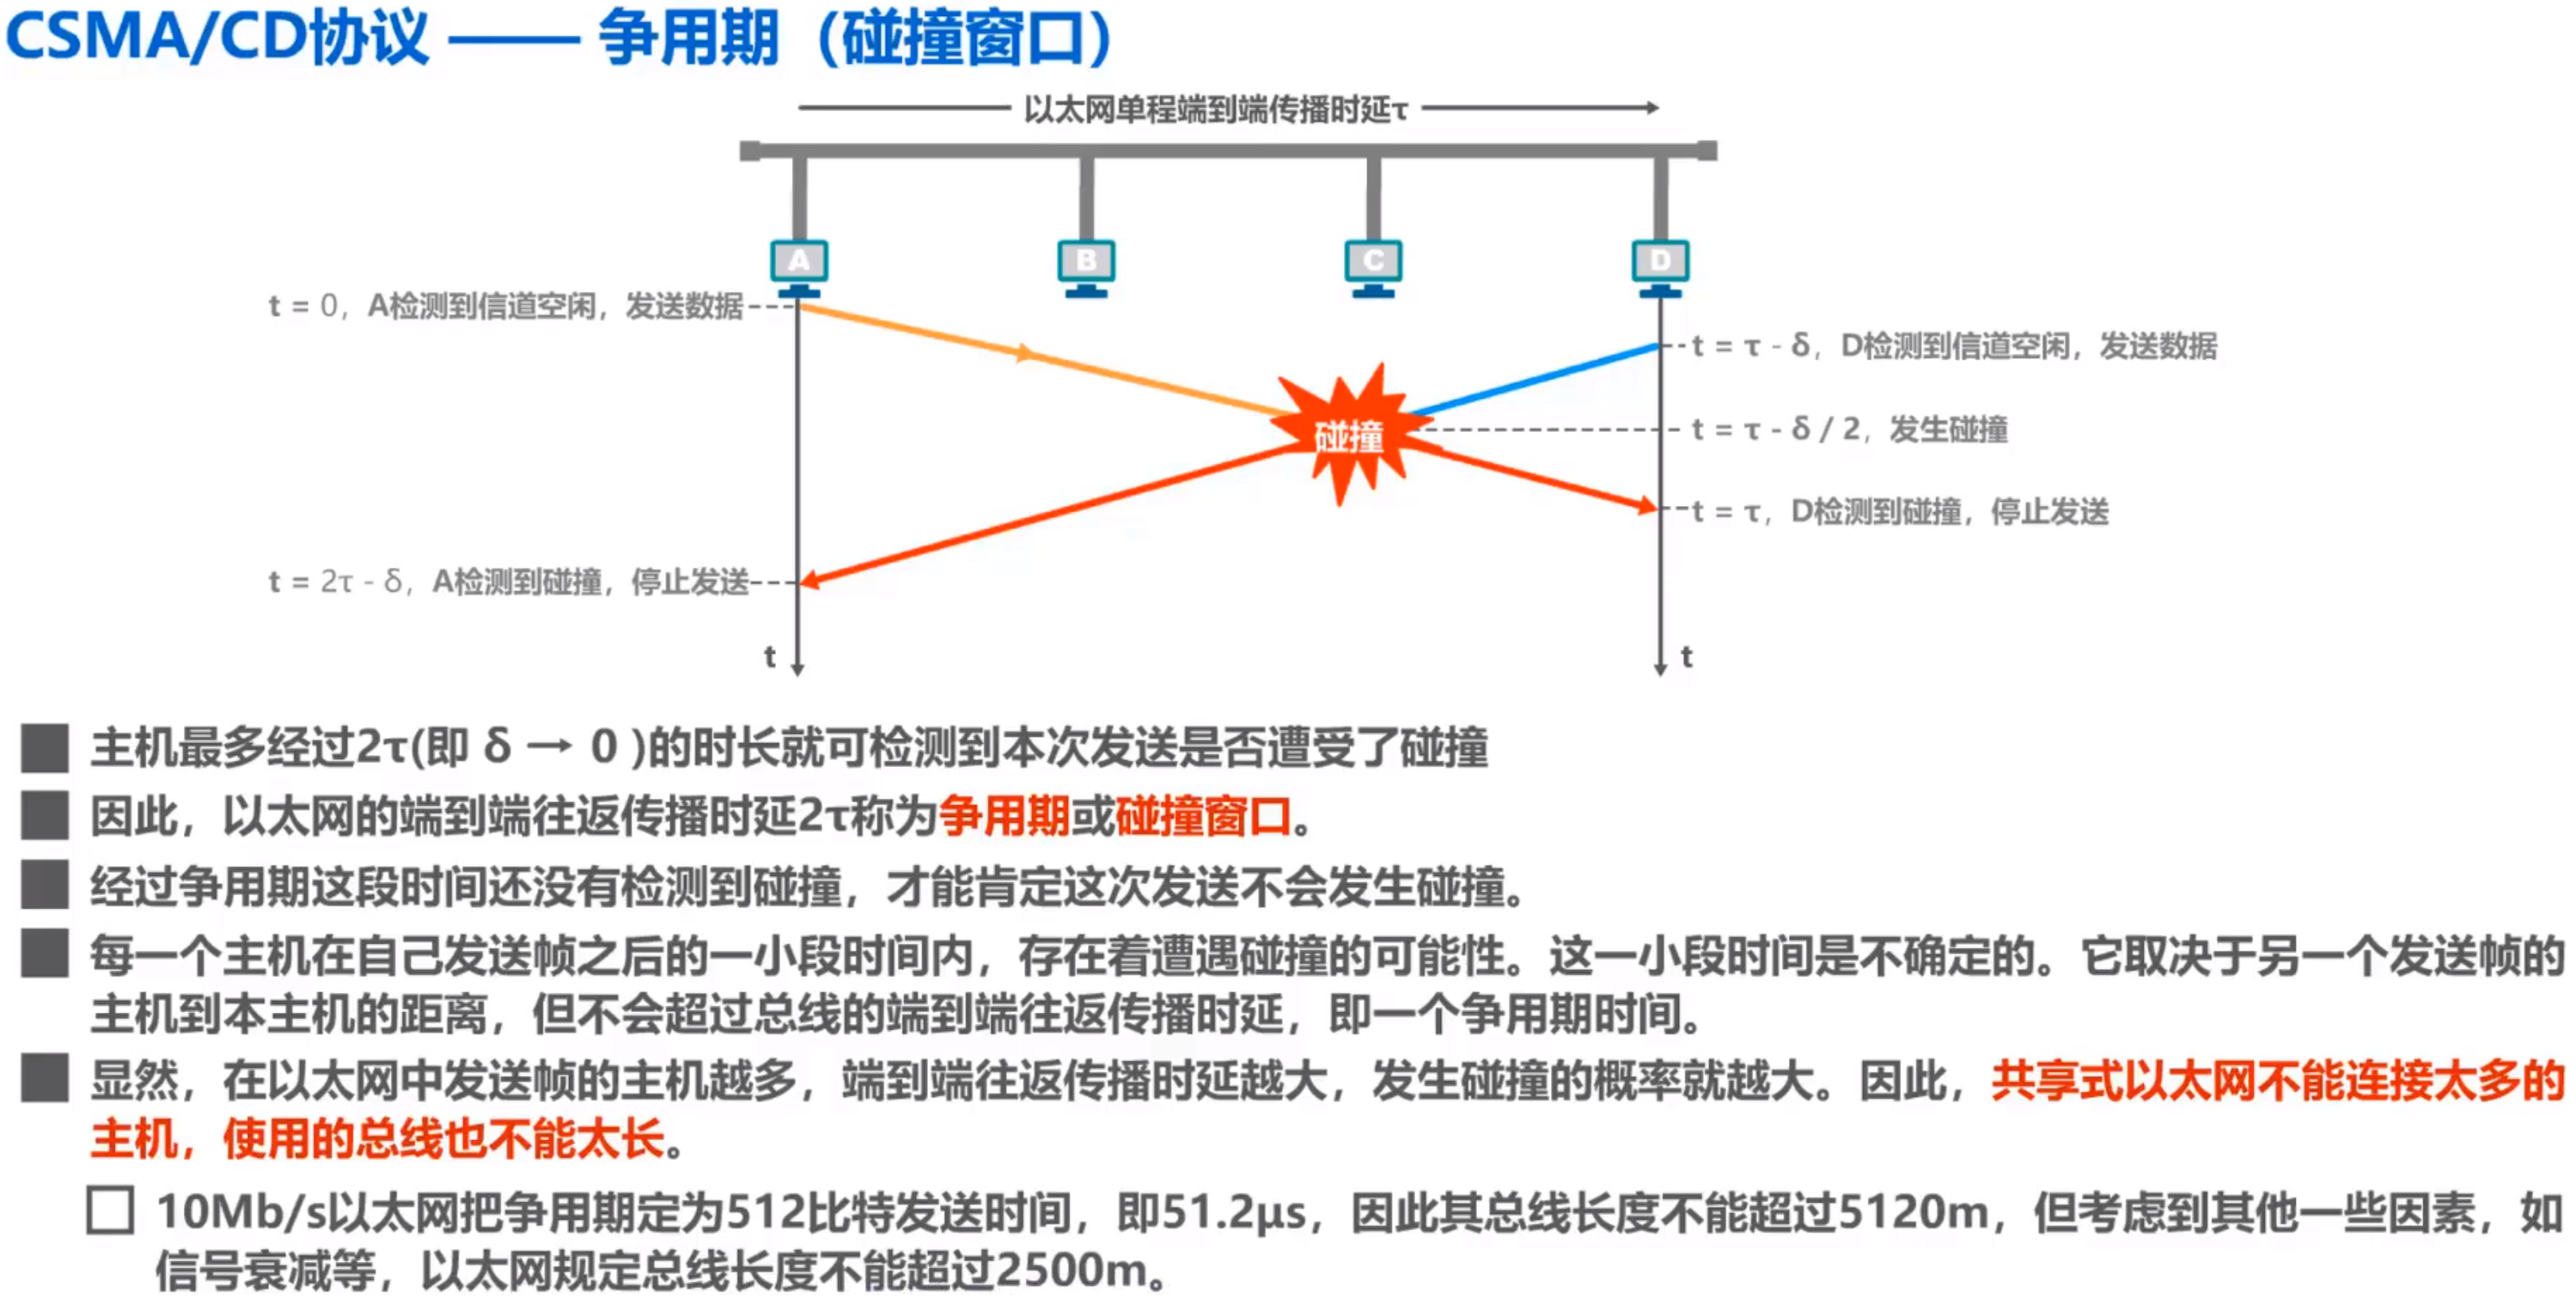 CSMA/CD协议 —— 争用期（碰撞窗口）
以太网单程端到端传播时延τ
A
B
C
D
t = 0，A检测到信道空闲，发送数据
t = τ - δ，D检测到信道空闲，发送数据
碰撞
t = τ - δ / 2，发生碰撞
t = τ，D检测到碰撞，停止发送
t = 2τ - δ，A检测到碰撞，停止发送
t
t
主机最多经过2τ(即 δ → 0 )的时长就可检测到本次发送是否遭受了碰撞
因此，以太网的端到端往返传播时延2τ称为争用期或碰撞窗口。
经过争用期这段时间还没有检测到碰撞，才能肯定这次发送不会发生碰撞。
每一个主机在自己发送帧之后的一小段时间内，存在着遭遇碰撞的可能性。这一小段时间是不确定的。它取决于另一个发送帧的
主机到本主机的距离，但不会超过总线的端到端往返传播时延，即一个争用期时间。
显然，在以太网中发送帧的主机越多，端到端往返传播时延越大，发生碰撞的概率就越大。因此，共享式以太网不能连接太多的
主机，使用的总线也不能太长。
10Mb/s以太网把争用期定为512比特发送时间，即51.2μs，因此其总线长度不能超过5120m，但考虑到其他一些因素，如
信号衰减等，以太网规定总线长度不能超过2500m。